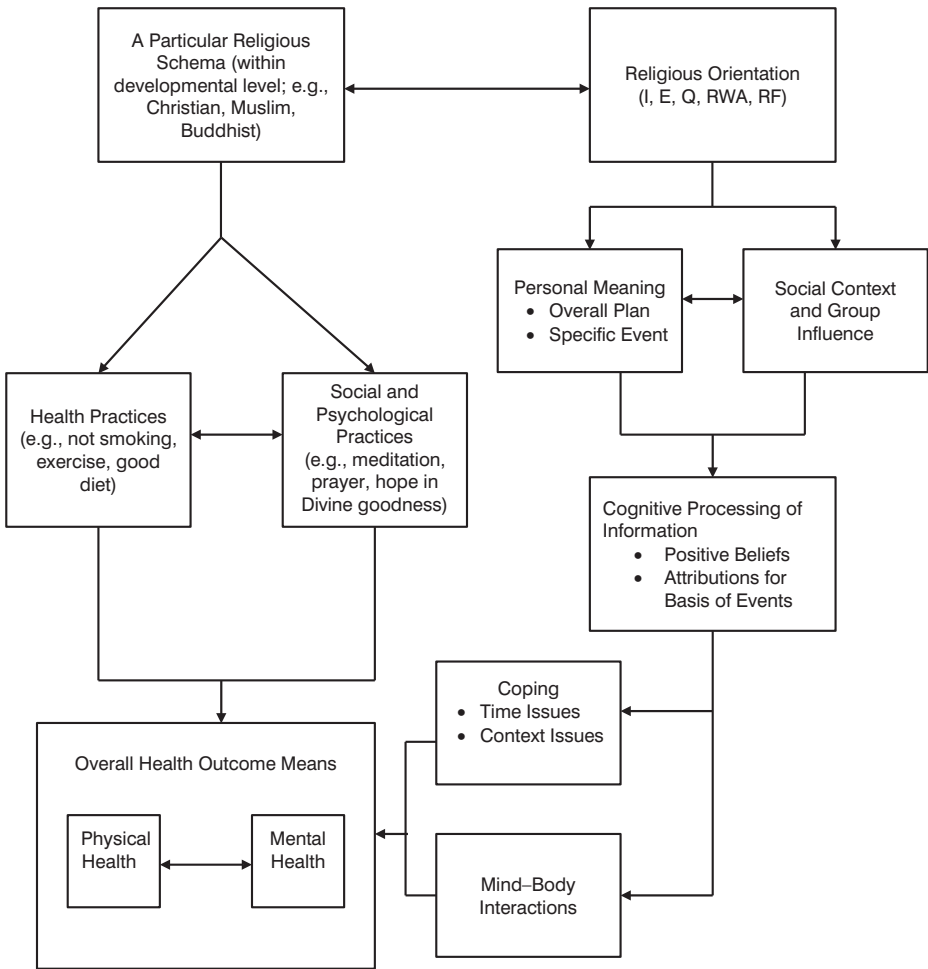 A Particular Religious
Schema (within
developmental level; e.g.,
Christian, Muslim,
Buddhist)
Religious Orientation
(I, E, Q, RWA, RF)
Personal Meaning
• Overall Plan
• Specific Event
Social Context
and Group
Influence
Health Practices
(e.g., not smoking,
exercise, good
diet)
Social and
Psychological
Practices
(e.g., meditation,
prayer, hope in
Divine goodness)
Cognitive Processing of
Information
• Positive Beliefs
• Attributions for
Basis of Events
Coping
• Time Issues
• Context Issues
Overall Health Outcome Means
Physical
Health
Mental
Health
Mind–Body
Interactions